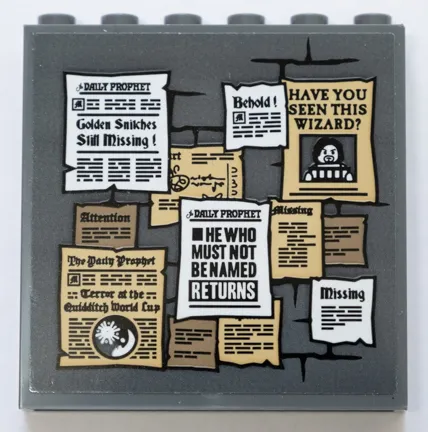 DAILY PROPHET
Golden Snitches
Still Missing !
Behold !
HAVE YOU
SEEN THIS
WIZARD?
Attention
DAILY PROPHET
HE WHO
MUST NOT
BE NAMED
RETURNS
Missing
The Daily Prophet
Terror at the
Quidditch World Cup
Missing